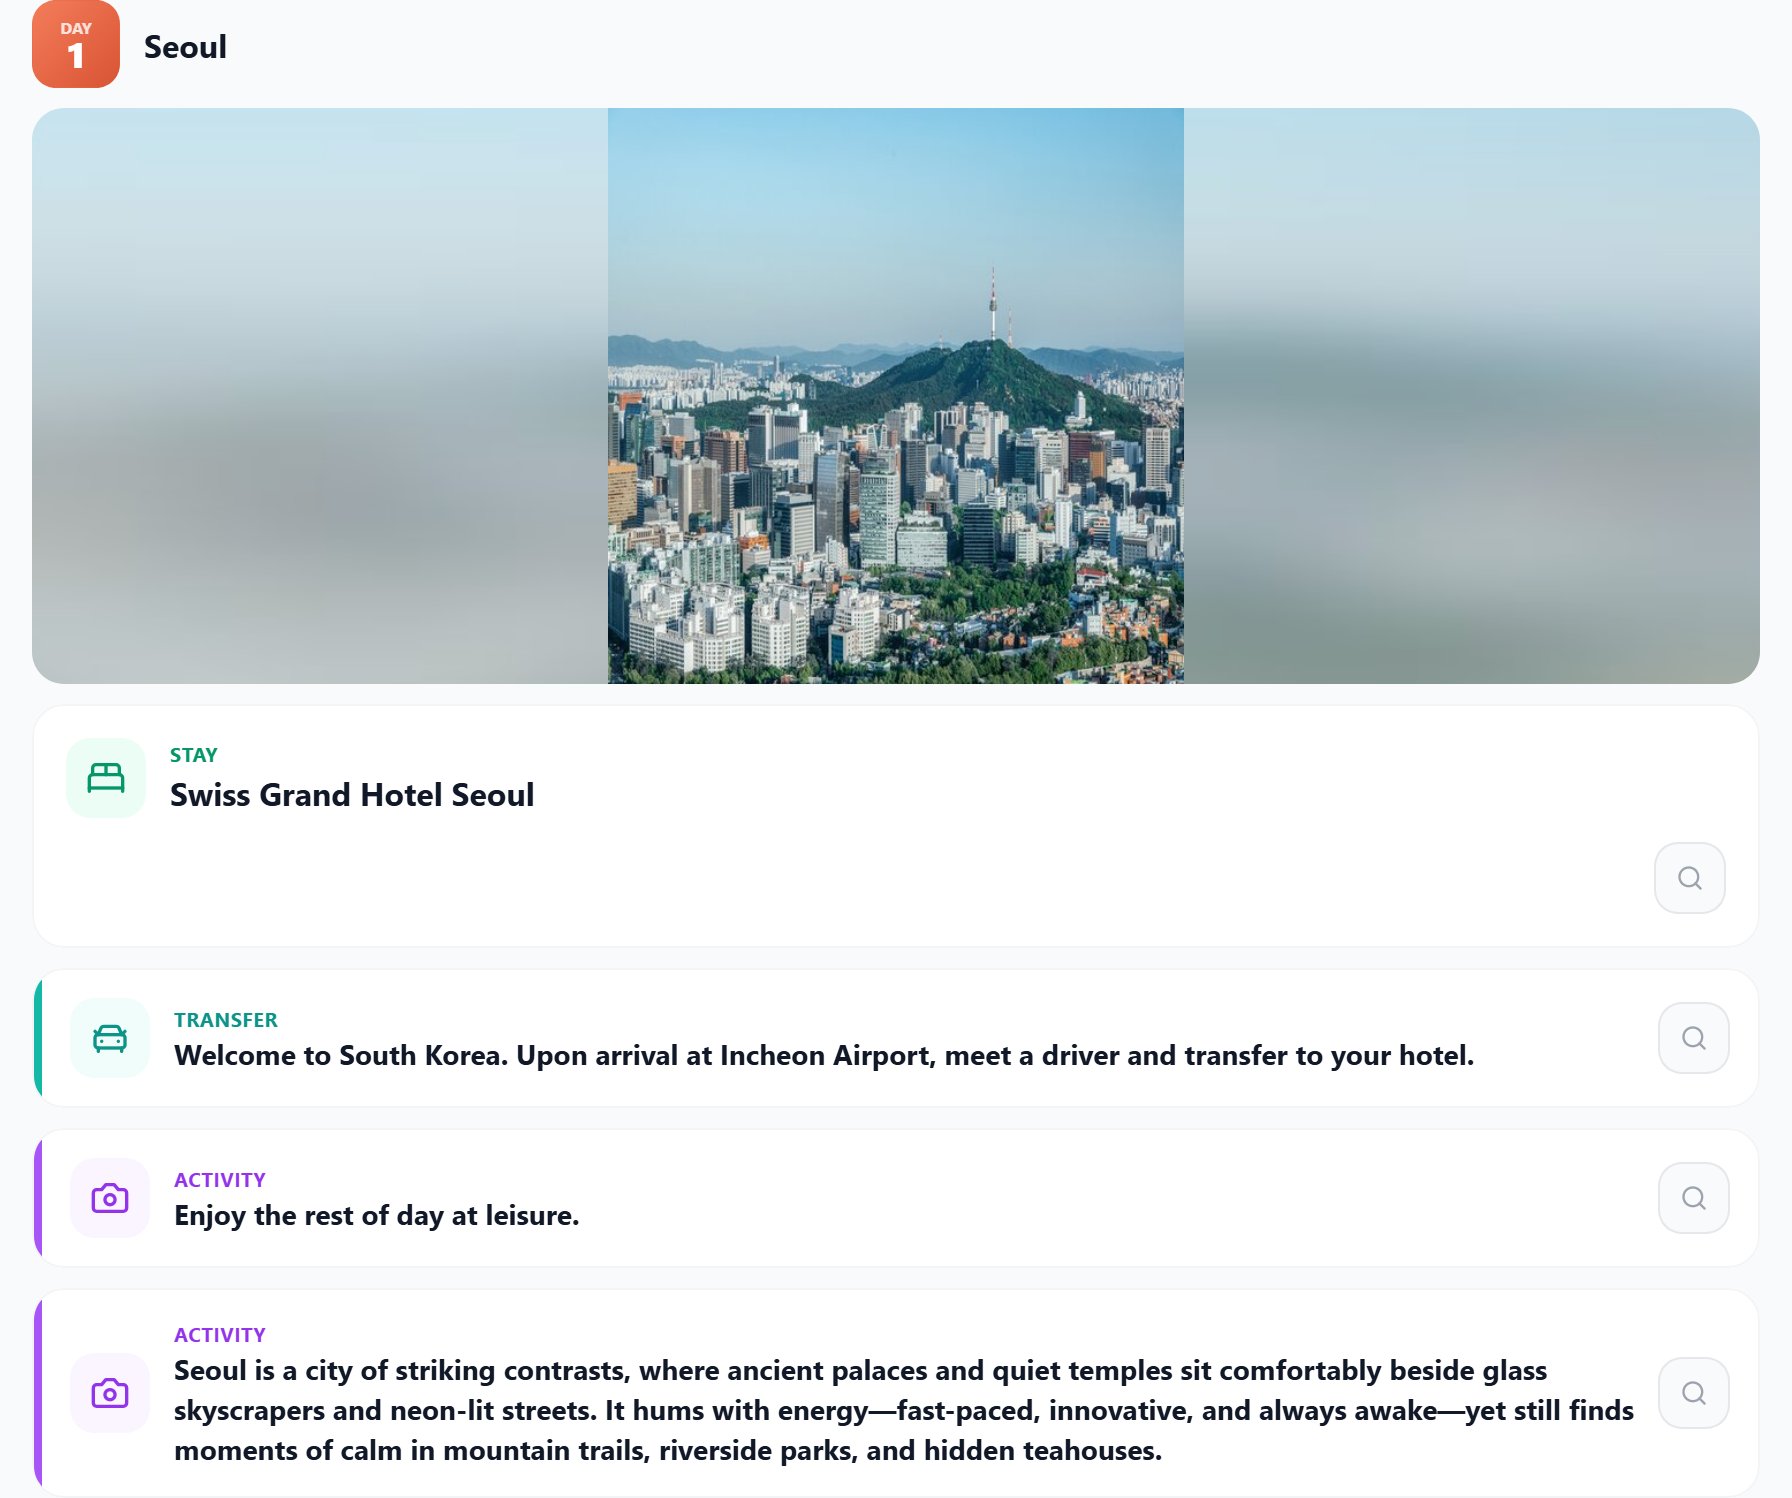 DAY
1
Seoul
STAY
Swiss Grand Hotel Seoul
TRANSFER
Welcome to South Korea. Upon arrival at Incheon Airport, meet a driver and transfer to your hotel.
ACTIVITY
Enjoy the rest of day at leisure.
ACTIVITY
Seoul is a city of striking contrasts, where ancient palaces and quiet temples sit comfortably beside glass
skyscrapers and neon-lit streets. It hums with energy—fast-paced, innovative, and always awake—yet still finds
moments of calm in mountain trails, riverside parks, and hidden teahouses.